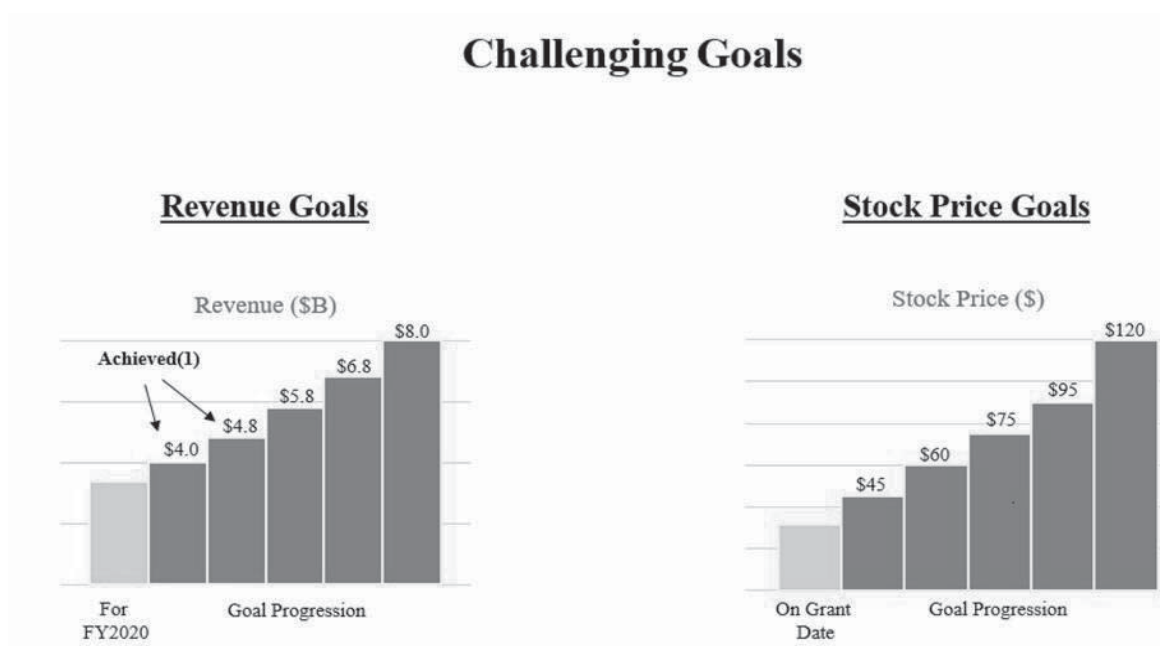 Challenging Goals
Revenue Goals
Revenue ($B)
Achieved(1)
$4.0
$4.8
$5.8
$6.8
$8.0
For
FY2020
Goal Progression
Stock Price Goals
Stock Price ($)
$45
$60
$75
$95
$120
On Grant
Date
Goal Progression